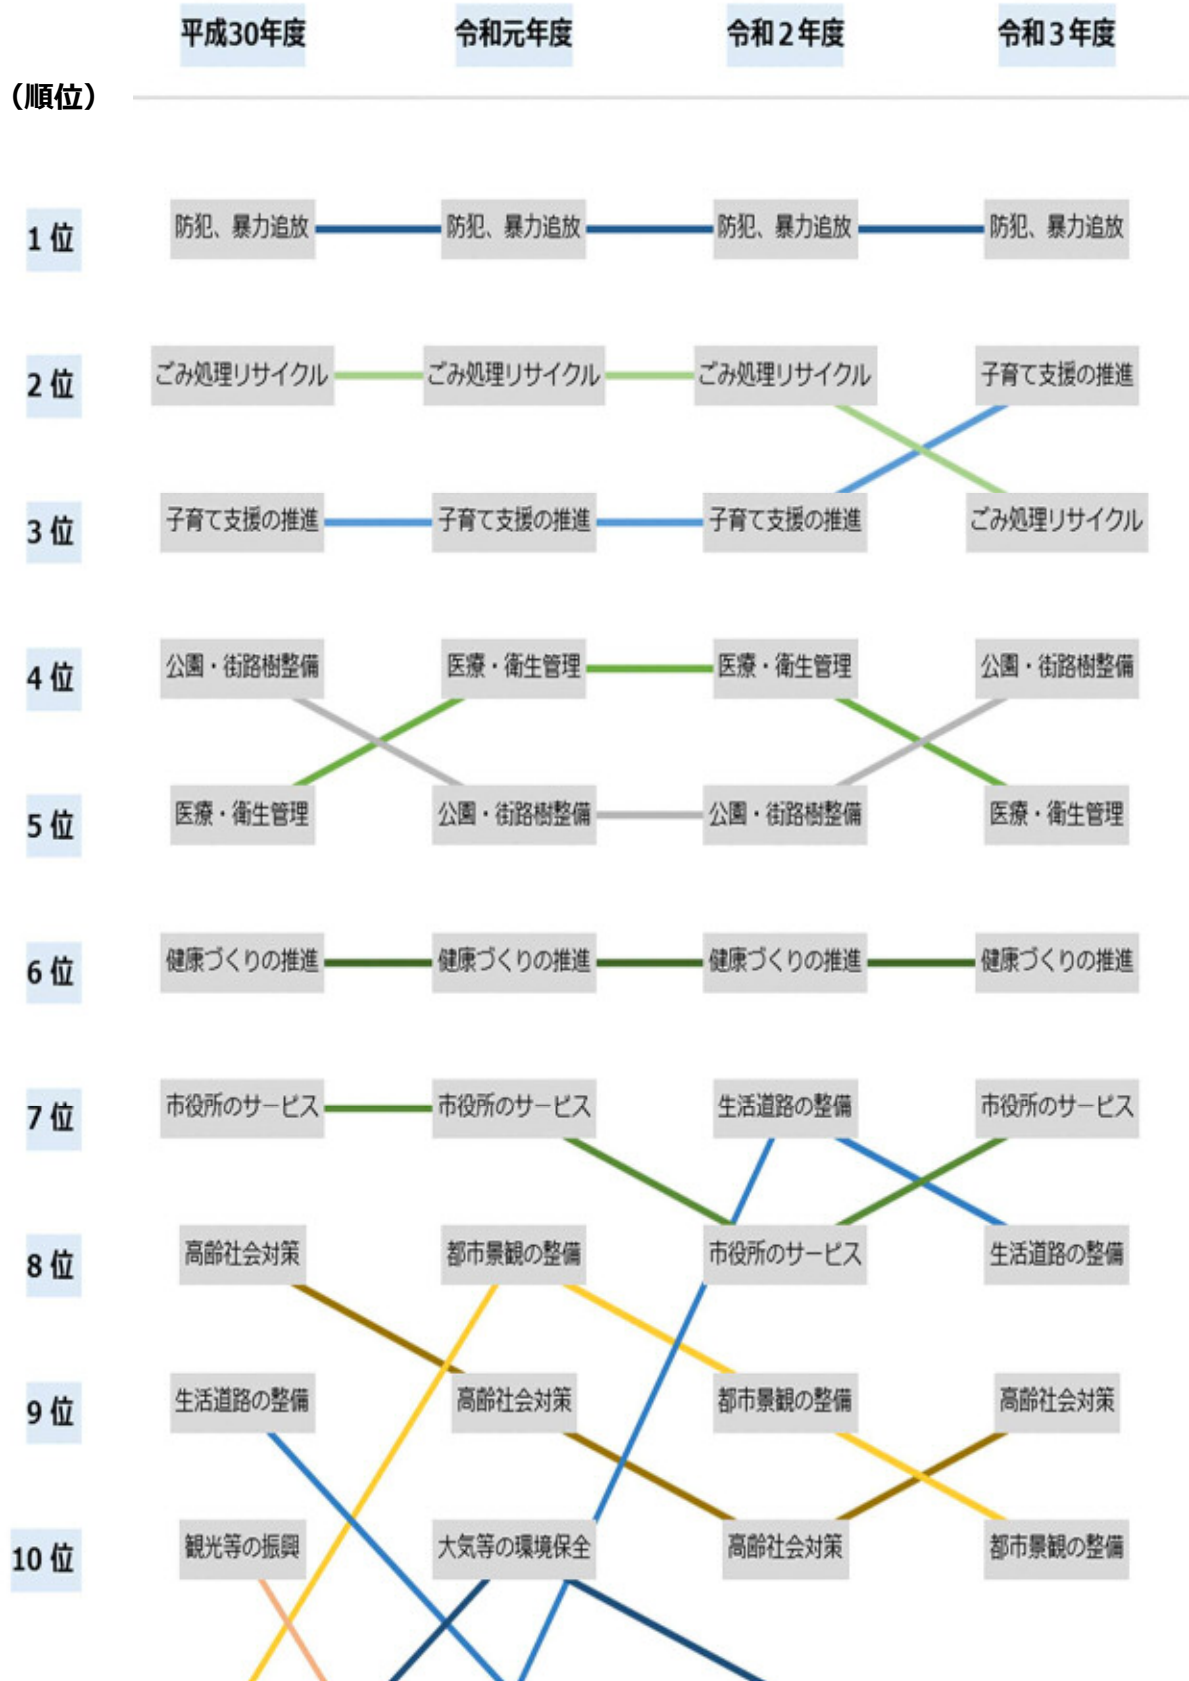 平成30年度 令和元年度 令和２年度 令和３年度
（順位）
1 位 防犯、暴力追放 防犯、暴力追放 防犯、暴力追放 防犯、暴力追放
2 位 ごみ処理リサイクル ごみ処理リサイクル ごみ処理リサイクル 子育て支援の推進
3 位 子育て支援の推進 子育て支援の推進 子育て支援の推進 ごみ処理リサイクル
4 位 公園・街路樹整備 医療・衛生管理 医療・衛生管理 公園・街路樹整備
5 位 医療・衛生管理 公園・街路樹整備 公園・街路樹整備 医療・衛生管理
6 位 健康づくりの推進 健康づくりの推進 健康づくりの推進 健康づくりの推進
7 位 市役所のサービス 市役所のサービス 生活道路の整備 市役所のサービス
8 位 高齢社会対策 都市景観の整備 市役所のサービス 生活道路の整備
9 位 生活道路の整備 高齢社会対策 都市景観の整備 高齢社会対策
10 位 観光等の振興 大気等の環境保全 高齢社会対策 都市景観の整備